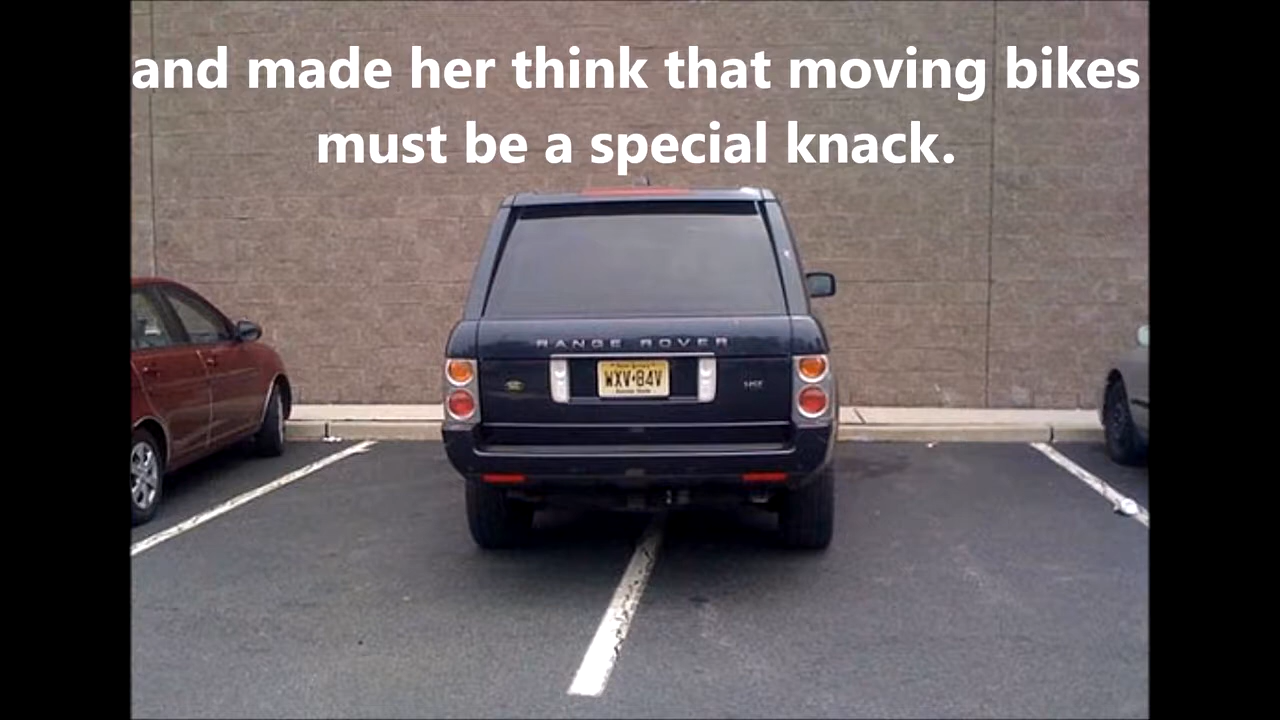 and made her think that moving bikes
must be a special knack.
RANGE ROVER
WXV•84V